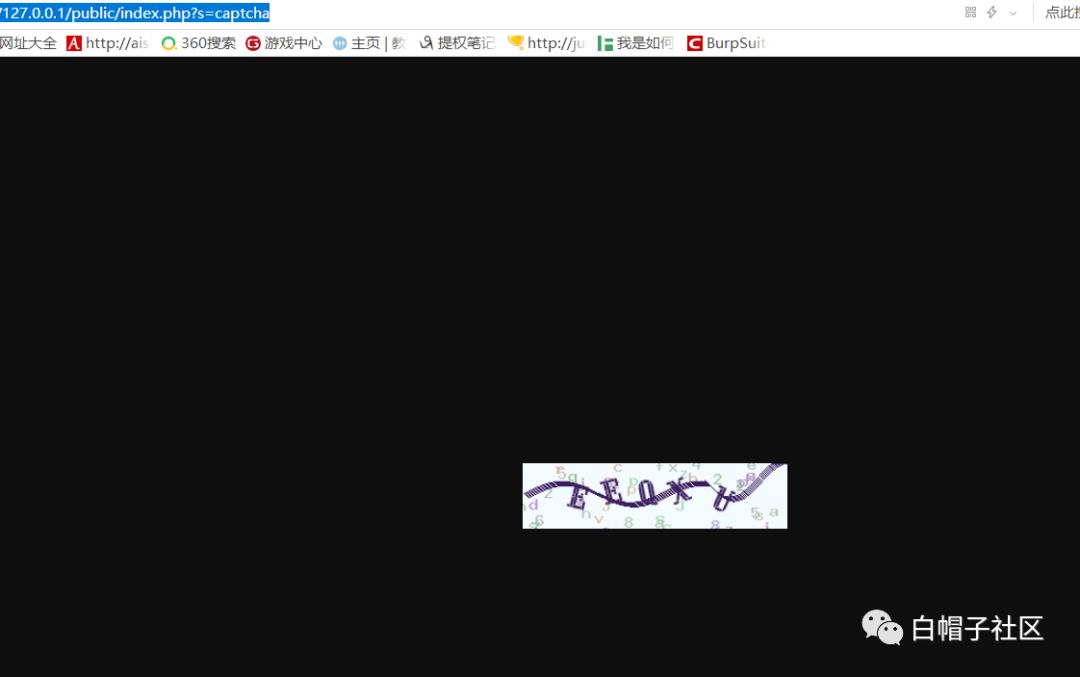 /127.0.0.1/public/index.php?s=captcha
点此搜
网址大全 http://ais 360搜索 游戏中心 主页 | 教 提权笔记 http://ju 我是如何 BurpSuit
白帽子社区